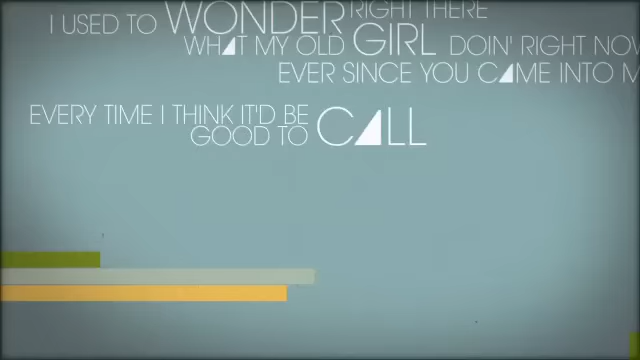 I USED TO WONDER RIGHT THERE
WHAT MY OLD GIRL DOIN' RIGHT NOW
EVER SINCE YOU CAME INTO M
EVERY TIME I THINK IT'D BE
GOOD TO CALL